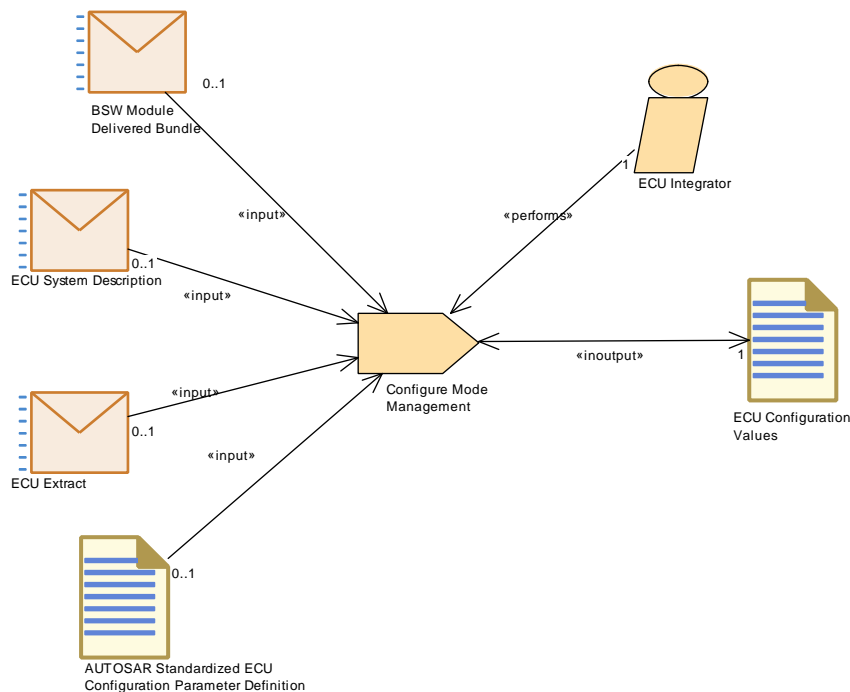 0..1
BSW Module
Delivered Bundle
1
ECU Integrator
«input»
«performs»
0..1
ECU System Description
«input»
«inoutput»
1
«input»
Configure Mode
Management
ECU Configuration
Values
0..1
«input»
ECU Extract
0..1
AUTOSAR Standardized ECU
Configuration Parameter Definition